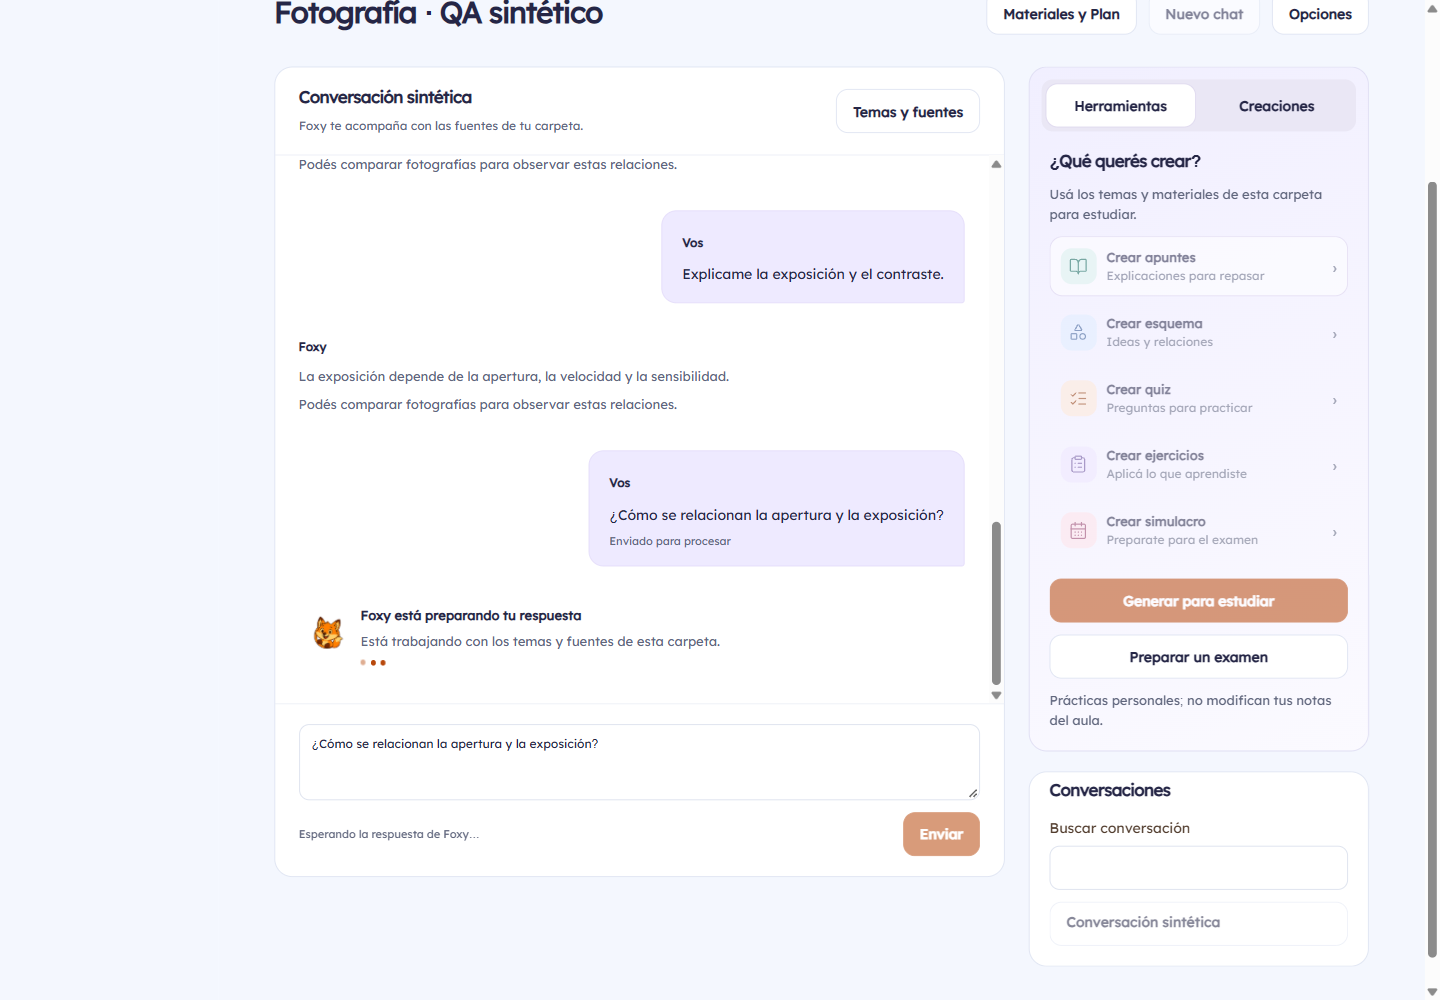 Fotografía · QA sintético
Materiales y Plan
Nuevo chat
Opciones
Conversación sintética
Foxy te acompaña con las fuentes de tu carpeta.
Temas y fuentes
Podés comparar fotografías para observar estas relaciones.
Vos
Explicame la exposición y el contraste.
Foxy
La exposición depende de la apertura, la velocidad y la sensibilidad.
Podés comparar fotografías para observar estas relaciones.
Vos
¿Cómo se relacionan la apertura y la exposición?
Enviado para procesar
Foxy está preparando tu respuesta
Está trabajando con los temas y fuentes de esta carpeta.
¿Cómo se relacionan la apertura y la exposición?
Esperando la respuesta de Foxy...
Enviar
Herramientas
Creaciones
¿Qué querés crear?
Usá los temas y materiales de esta carpeta
para estudiar.
Crear apuntes
Explicaciones para repasar
Crear esquema
Ideas y relaciones
Crear quiz
Preguntas para practicar
Crear ejercicios
Aplicá lo que aprendiste
Crear simulacro
Preparate para el examen
Generar para estudiar
Preparar un examen
Prácticas personales; no modifican tus notas
del aula.
Conversaciones
Buscar conversación
Conversación sintética